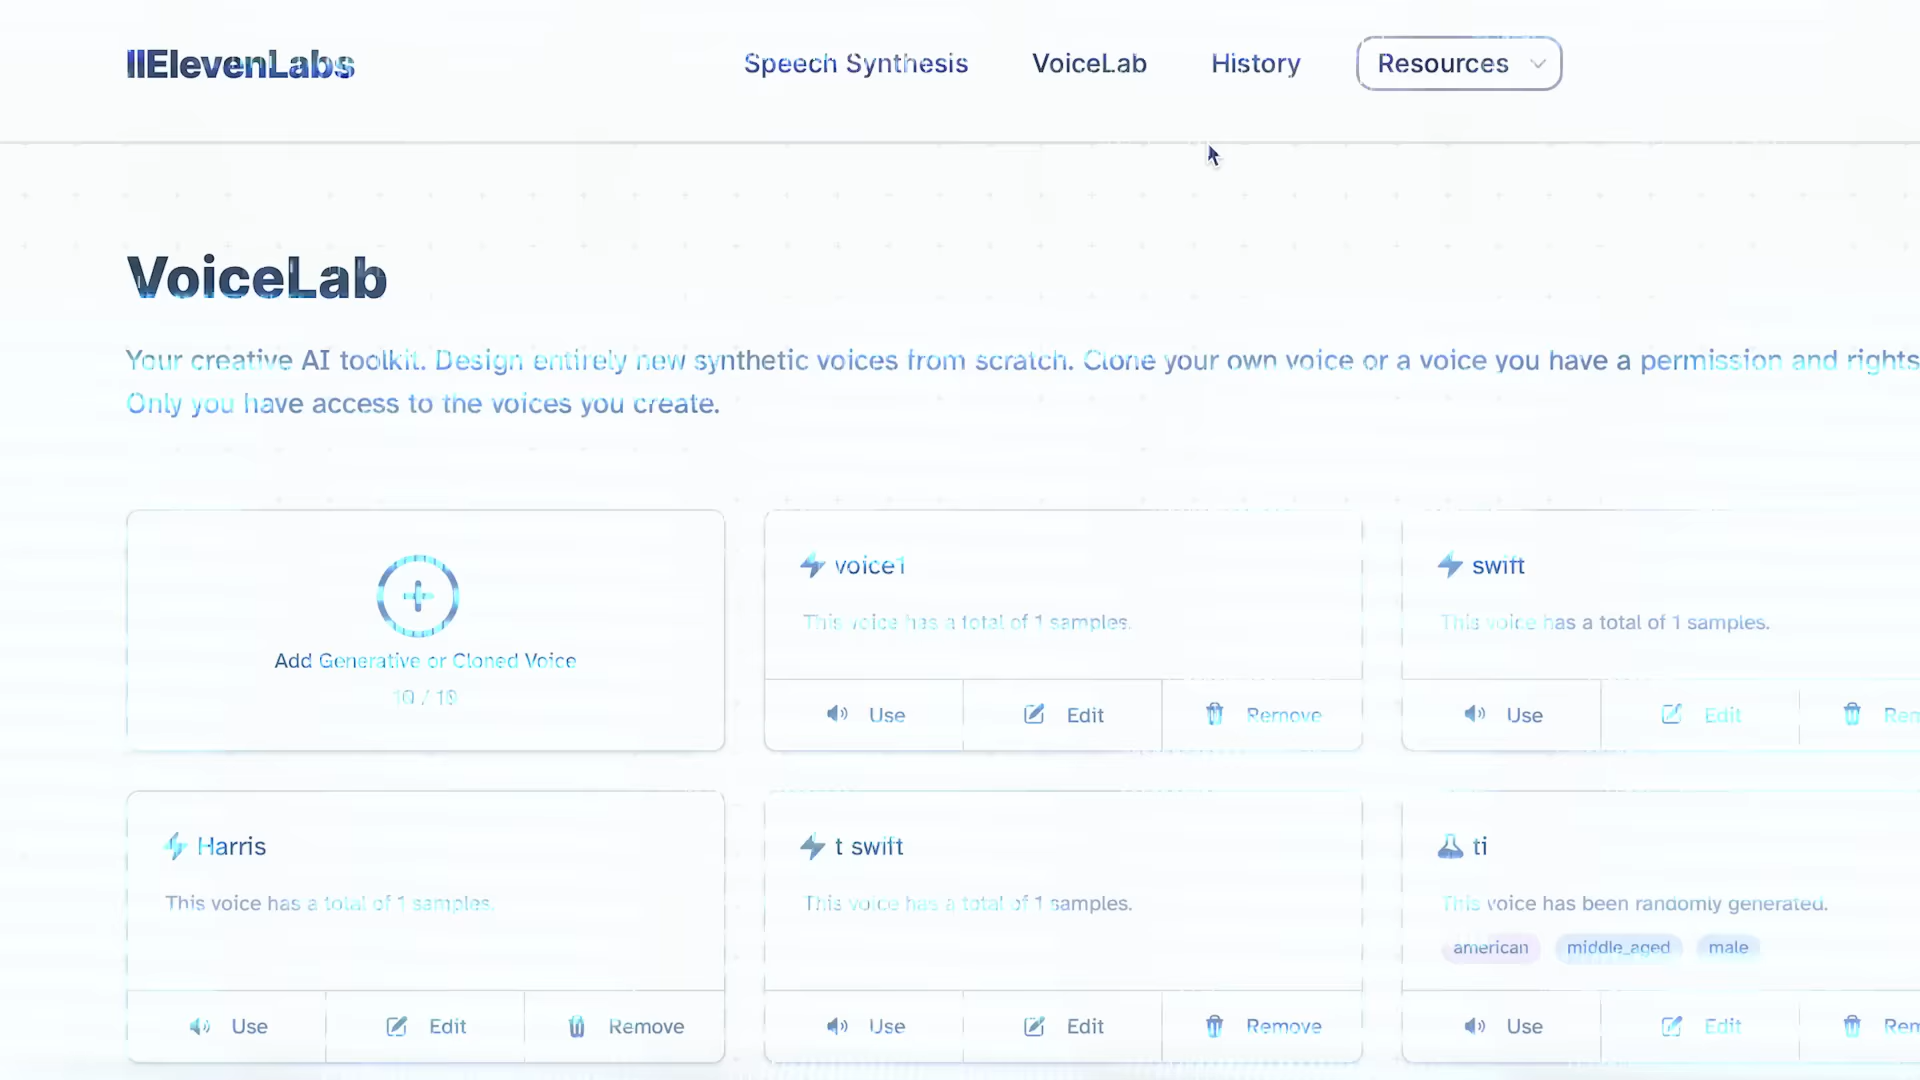 IIElevenLabs
Speech Synthesis
VoiceLab
History
Resources
VoiceLab
Your creative AI toolkit. Design entirely new synthetic voices from scratch. Clone your own voice or a voice you have a permission and rights
Only you have access to the voices you create.
Add Generative or Cloned Voice
10 / 10
voice1
This voice has a total of 1 samples.
Use
Edit
Remove
swift
This voice has a total of 1 samples.
Use
Edit
Rem
Harris
This voice has a total of 1 samples.
Use
Edit
Remove
t swift
This voice has a total of 1 samples.
Use
Edit
Remove
ti
This voice has been randomly generated.
american
middle_aged
male
Use
Edit
Rem